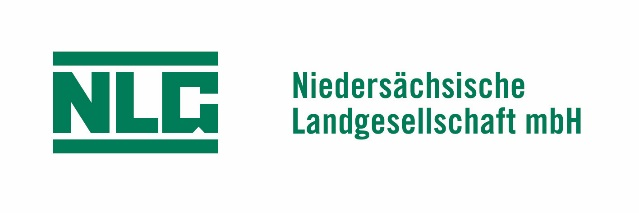 NLG
Niedersächsische
Landgesellschaft mbH